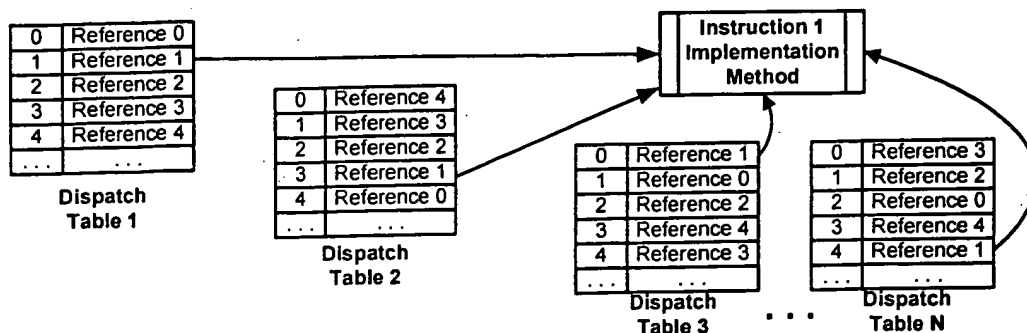 0 Reference 0
1 Reference 1
2 Reference 2
3 Reference 3
4 Reference 4
... ...
Dispatch
Table 1
0 Reference 4
1 Reference 3
2 Reference 2
3 Reference 1
4 Reference 0
... ...
Dispatch
Table 2
Instruction 1
Implementation
Method
0 Reference 1
1 Reference 0
2 Reference 2
3 Reference 4
4 Reference 3
... ...
Dispatch
Table 3
. . .
0 Reference 3
1 Reference 2
2 Reference 0
3 Reference 4
4 Reference 1
... ...
Dispatch
Table N